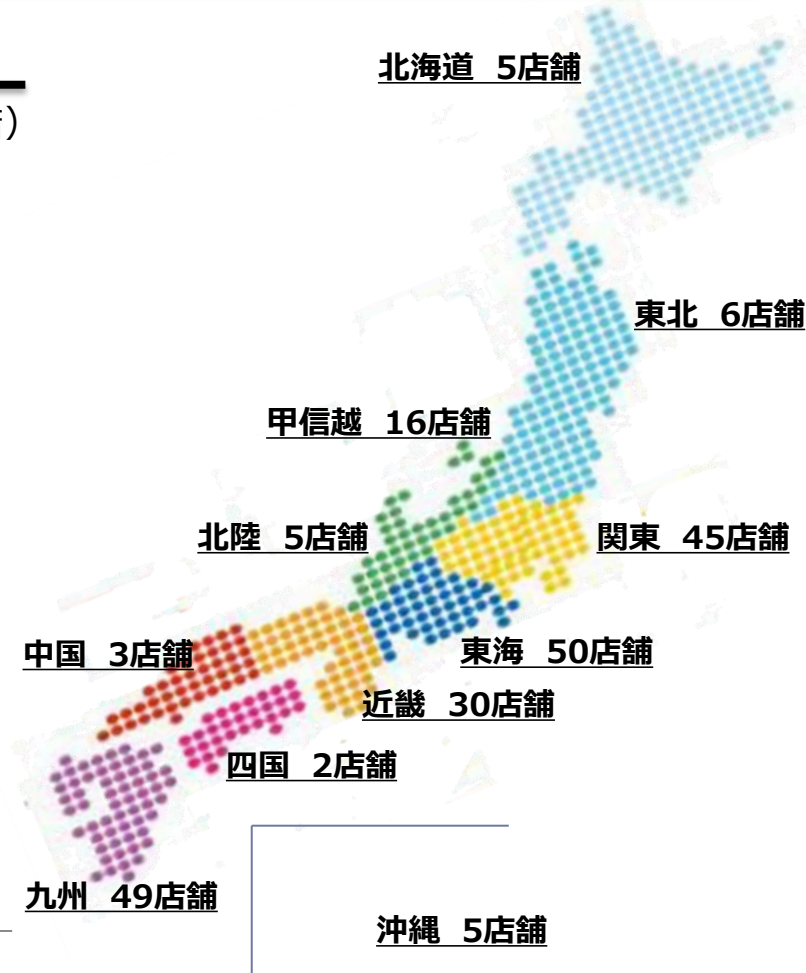 北海道 5店舗
)
東北 6店舗
甲信越 16店舗
北陸 5店舗
関東 45店舗
中国 3店舗
東海 50店舗
近畿 30店舗
四国 2店舗
九州 49店舗
沖縄 5店舗